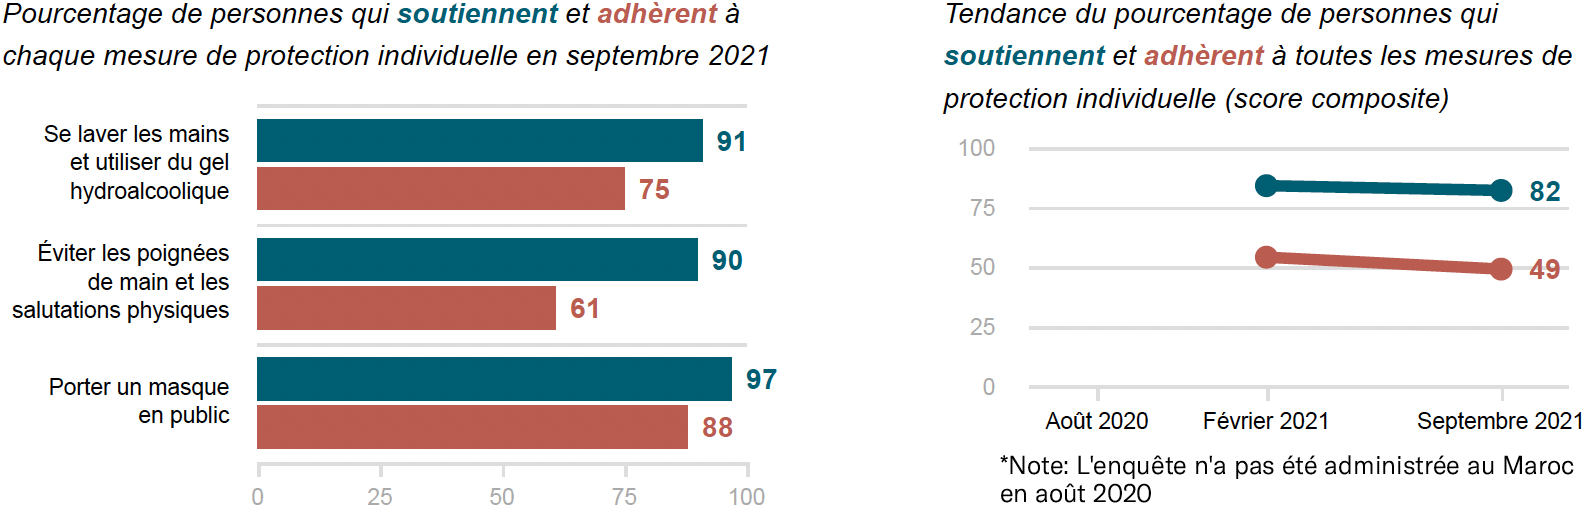 Pourcentage de personnes qui soutiennent et adhèrent à
chaque mesure de protection individuelle en septembre 2021
Se laver les mains
et utiliser du gel
hydroalcoolique
91
75
Éviter les poignées
de main et les
salutations physiques
90
61
Porter un masque
en public
97
88
0 25 50 75 100
Tendance du pourcentage de personnes qui
soutiennent et adhèrent à toutes les mesures de
protection individuelle (score composite)
100
75
50
25
0
82
49
Août 2020 Février 2021 Septembre 2021
*Note: L'enquête n'a pas été administrée au Maroc
en août 2020